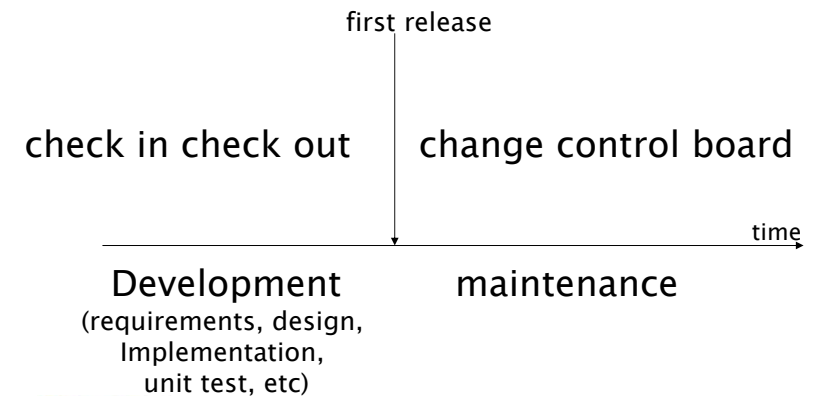 first release
check in check out
change control board
time
Development
maintenance
(requirements, design,
Implementation,
unit test, etc)